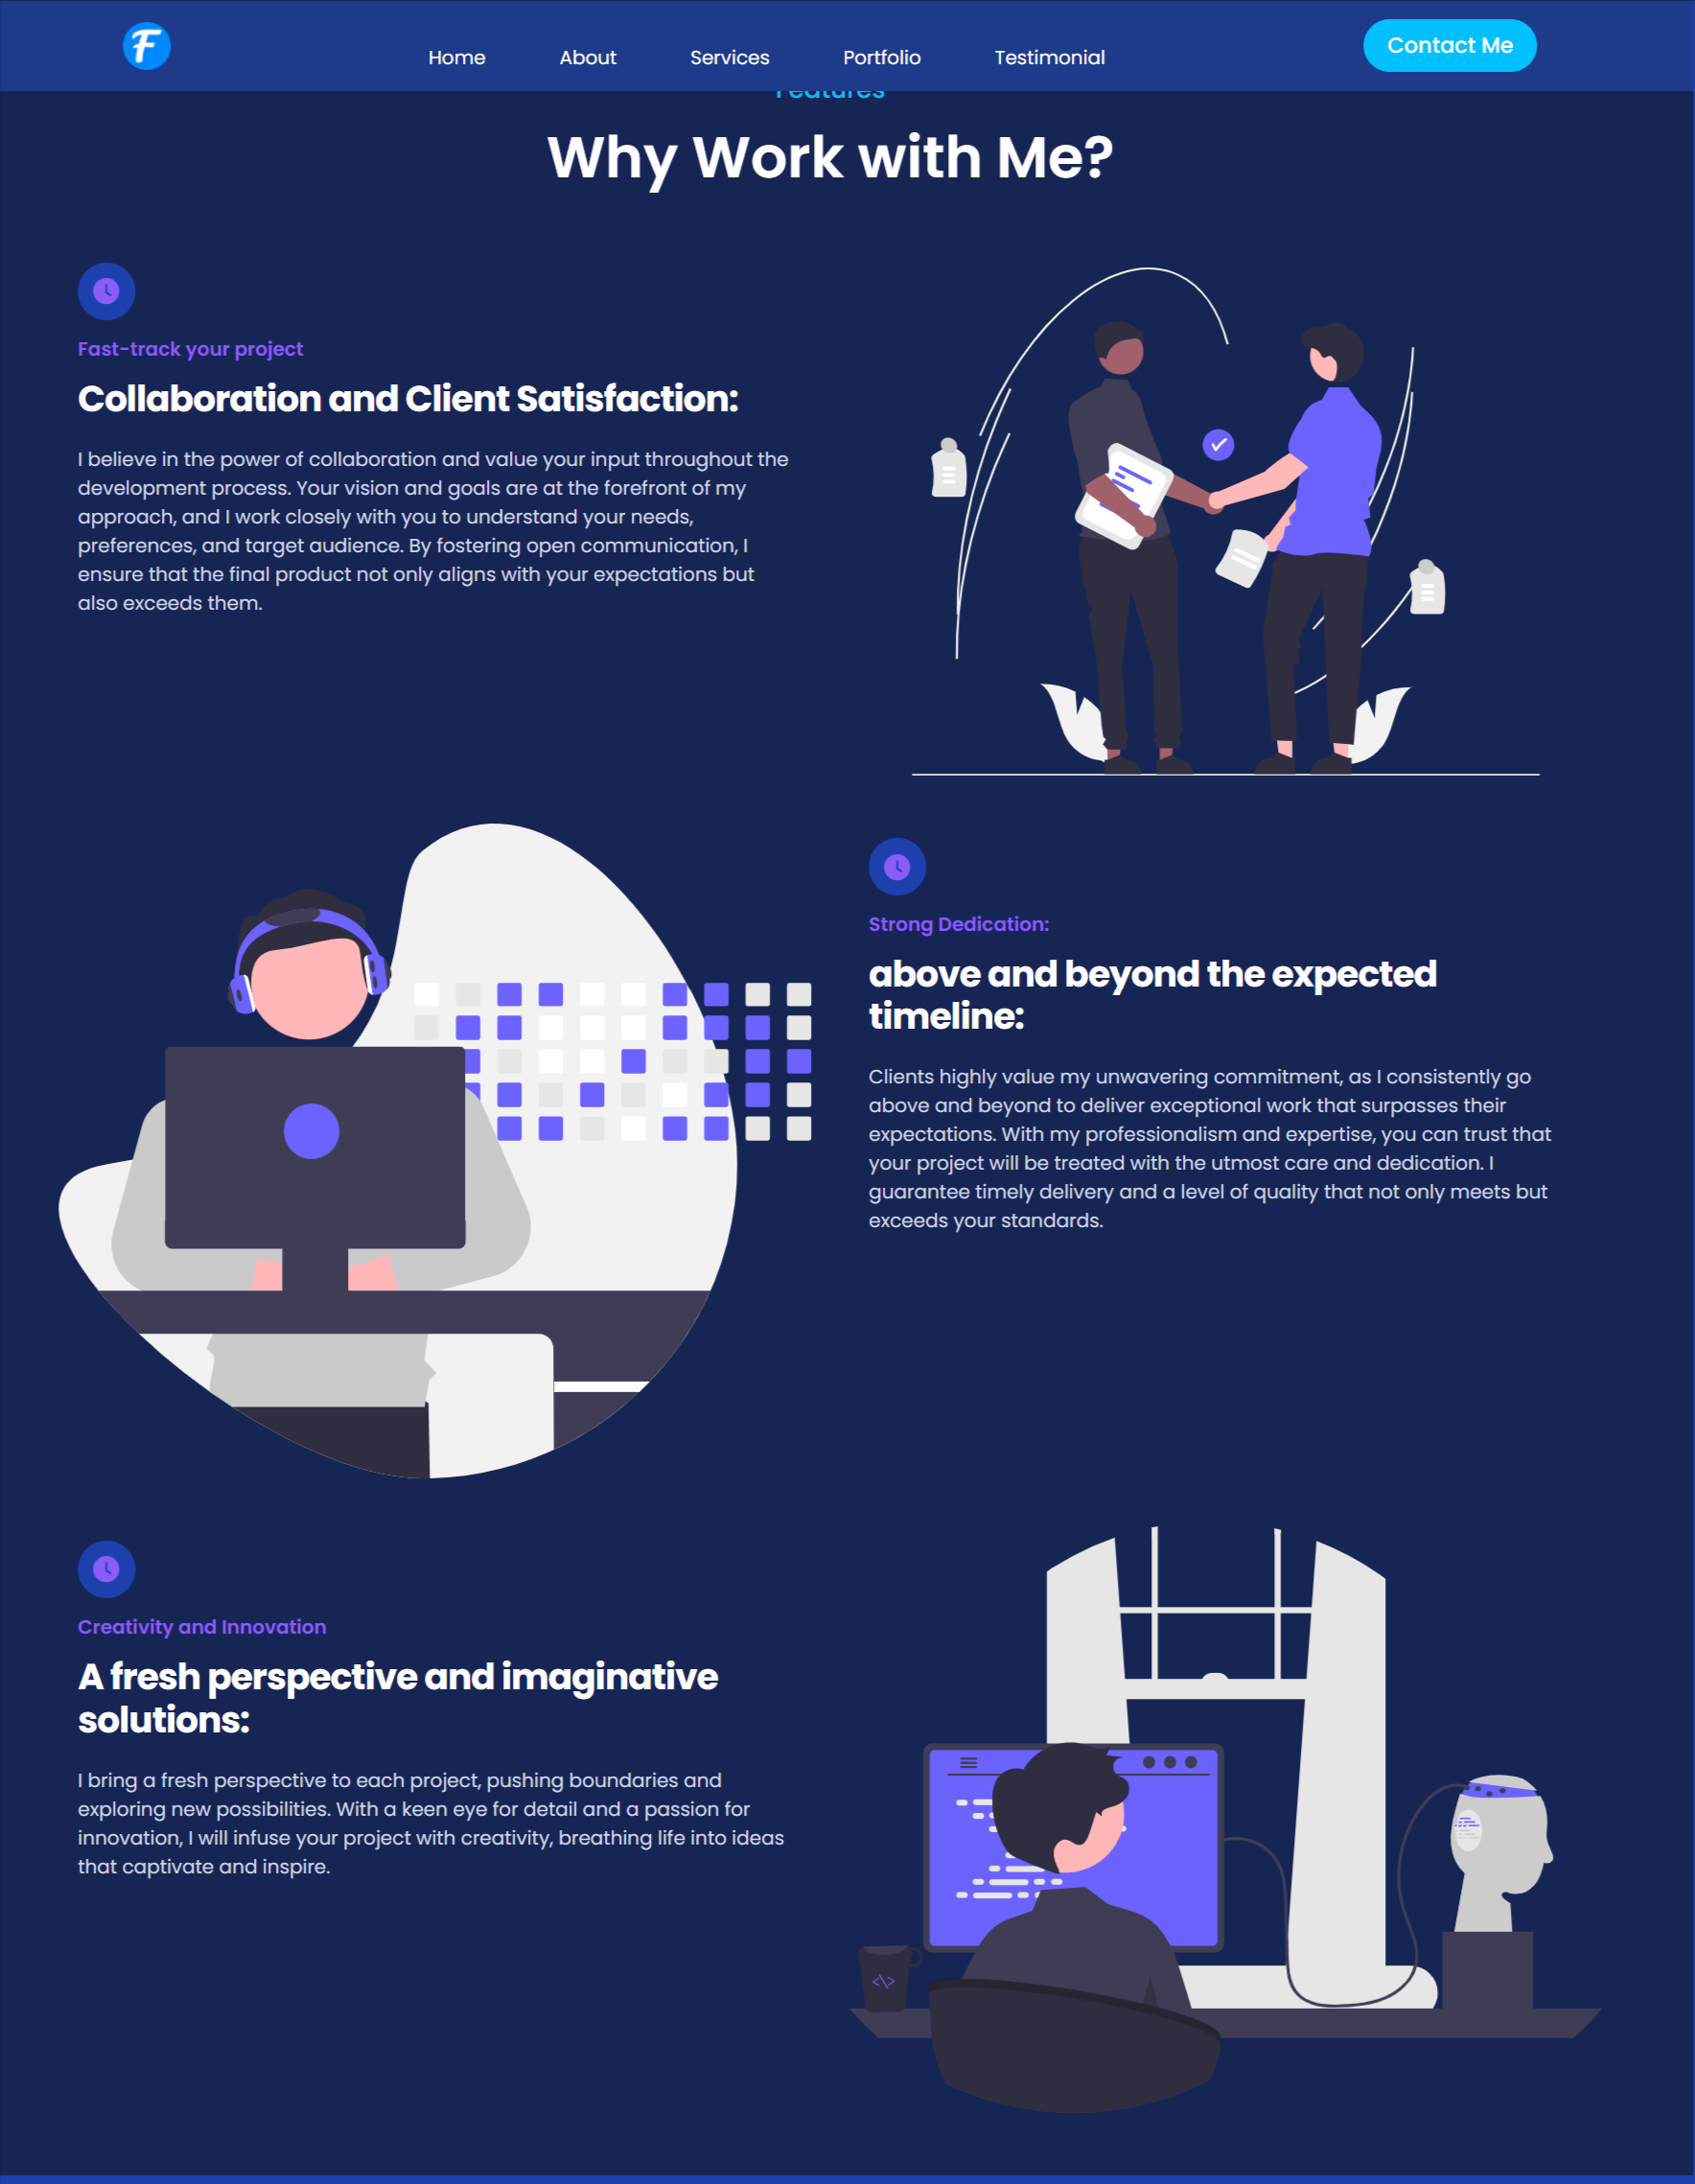 F
Home About Services Portfolio Testimonial
Contact Me
Features
Why Work with Me?
Fast-track your project
Collaboration and Client Satisfaction:
I believe in the power of collaboration and value your input throughout the
development process. Your vision and goals are at the forefront of my
approach, and I work closely with you to understand your needs,
preferences, and target audience. By fostering open communication, I
ensure that the final product not only aligns with your expectations but
also exceeds them.
Strong Dedication:
above and beyond the expected
timeline:
Clients highly value my unwavering commitment, as I consistently go
above and beyond to deliver exceptional work that surpasses their
expectations. With my professionalism and expertise, you can trust that
your project will be treated with the utmost care and dedication. I
guarantee timely delivery and a level of quality that not only meets but
exceeds your standards.
Creativity and Innovation
A fresh perspective and imaginative
solutions:
I bring a fresh perspective to each project, pushing boundaries and
exploring new possibilities. With a keen eye for detail and a passion for
innovation, I will infuse your project with creativity, breathing life into ideas
that captivate and inspire.
<\>